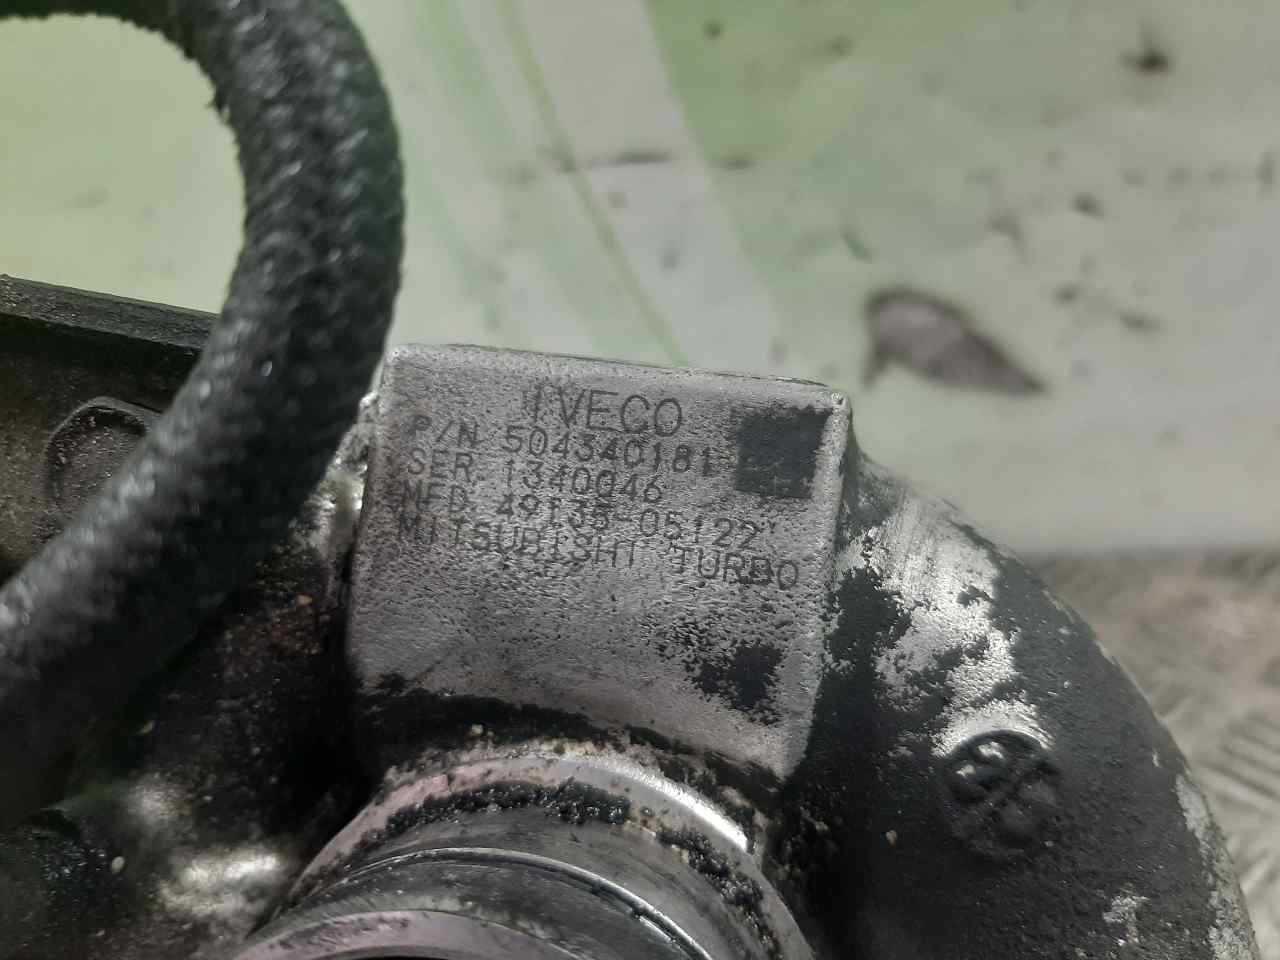 IVECO
P/N 504340181
SER. 1340046
MFD. 49135-05122
MITSUBISHI TURBO